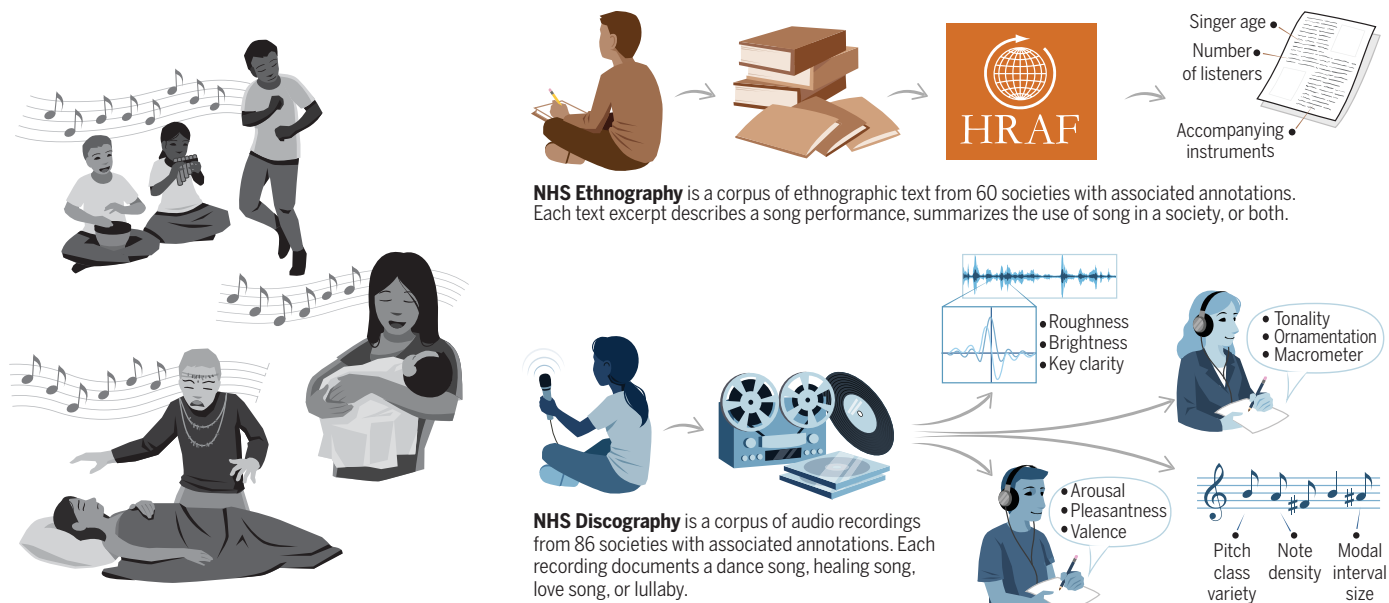 HRAF
Singer age
Number
of listeners
Accompanying
instruments
NHS Ethnography is a corpus of ethnographic text from 60 societies with associated annotations.
Each text excerpt describes a song performance, summarizes the use of song in a society, or both.
• Roughness
• Brightness
• Key clarity
• Tonality
• Ornamentation
• Macrometer
• Arousal
• Pleasantness
• Valence
NHS Discography is a corpus of audio recordings
from 86 societies with associated annotations. Each
recording documents a dance song, healing song,
love song, or lullaby.
Pitch
class
variety
Note
density
Modal
interval
size